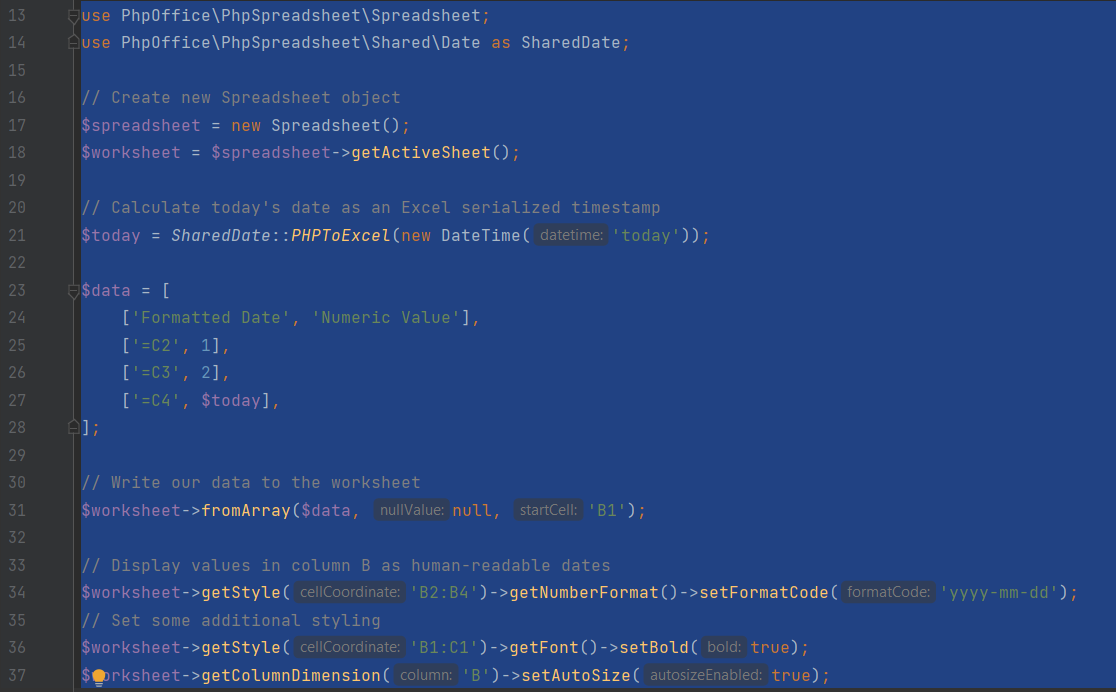 13 use PhpOffice\PhpSpreadsheet\Spreadsheet;
14 use PhpOffice\PhpSpreadsheet\Shared\Date as SharedDate;
15
16 // Create new Spreadsheet object
17 $spreadsheet = new Spreadsheet();
18 $worksheet = $spreadsheet->getActiveSheet();
19
20 // Calculate today's date as an Excel serialized timestamp
21 $today = SharedDate::PHPToExcel(new DateTime( datetime: 'today'));
22
23 $data = [
24     ['Formatted Date', 'Numeric Value'],
25     ['=C2', 1],
26     ['=C3', 2],
27     ['=C4', $today],
28 ];
29
30 // Write our data to the worksheet
31 $worksheet->fromArray($data, nullValue: null, startCell: 'B1');
32
33 // Display values in column B as human-readable dates
34 $worksheet->getStyle( cellCoordinate: 'B2:B4')->getNumberFormat()->setFormatCode( formatCode: 'yyyy-mm-dd');
35 // Set some additional styling
36 $worksheet->getStyle( cellCoordinate: 'B1:C1')->getFont()->setBold( bold: true);
37 $worksheet->getColumnDimension( column: 'B')->setAutoSize( autosizeEnabled: true);